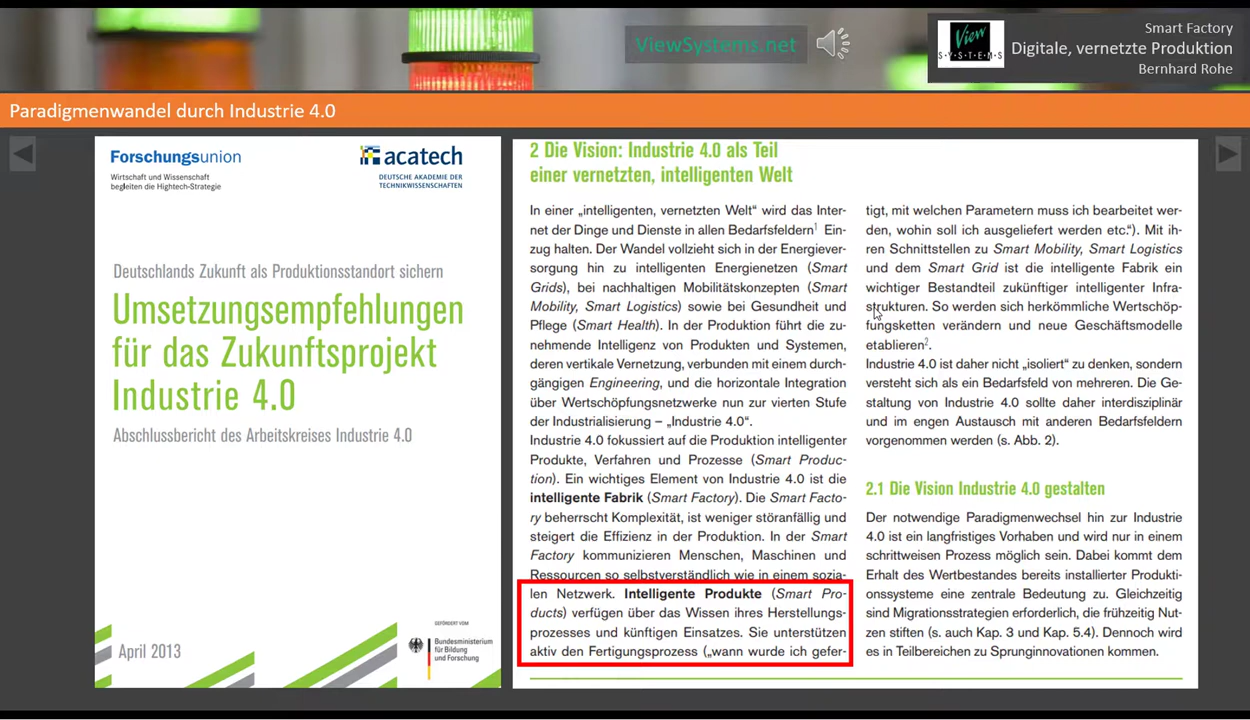 ViewSystems.net
View
SYSTEMS
Smart Factory
Digitale, vernetzte Produktion
Bernhard Rohe
Paradigmenwandel durch Industrie 4.0
Forschungsunion
Wirtschaft und Wissenschaft
begleiten die Hightech-Strategie
acatech
DEUTSCHE AKADEMIE DER
TECHNIKWISSENSCHAFTEN
Deutschlands Zukunft als Produktionsstandort sichern
Umsetzungsempfehlungen
für das Zukunftsprojekt
Industrie 4.0
Abschlussbericht des Arbeitskreises Industrie 4.0
April 2013
GEFÖRDERT VOM
Bundesministerium
für Bildung
und Forschung
2 Die Vision: Industrie 4.0 als Teil
einer vernetzten, intelligenten Welt
In einer „intelligenten, vernetzten Welt“ wird das Inter-
net der Dinge und Dienste in allen Bedarfsfeldern1 Ein-
zug halten. Der Wandel vollzieht sich in der Energiever-
sorgung hin zu intelligenten Energienetzen (Smart
Grids), bei nachhaltigen Mobilitätskonzepten (Smart
Mobility, Smart Logistics) sowie bei Gesundheit und
Pflege (Smart Health). In der Produktion führt die zu-
nehmende Intelligenz von Produkten und Systemen,
deren vertikale Vernetzung, verbunden mit einem durch-
gängigen Engineering, und die horizontale Integration
über Wertschöpfungsnetzwerke nun zur vierten Stufe
der Industrialisierung – „Industrie 4.0“.
Industrie 4.0 fokussiert auf die Produktion intelligenter
Produkte, Verfahren und Prozesse (Smart Produc-
tion). Ein wichtiges Element von Industrie 4.0 ist die
intelligente Fabrik (Smart Factory). Die Smart Facto-
ry beherrscht Komplexität, ist weniger störanfällig und
steigert die Effizienz in der Produktion. In der Smart
Factory kommunizieren Menschen, Maschinen und
Ressourcen so selbstverständlich wie in einem sozia-
len Netzwerk. Intelligente Produkte (Smart Pro-
ducts) verfügen über das Wissen ihres Herstellungs-
prozesses und künftigen Einsatzes. Sie unterstützen
aktiv den Fertigungsprozess („wann wurde ich gefer-
tigt, mit welchen Parametern muss ich bearbeitet wer-
den, wohin soll ich ausgeliefert werden etc.“). Mit ih-
ren Schnittstellen zu Smart Mobility, Smart Logistics
und dem Smart Grid ist die intelligente Fabrik ein
wichtiger Bestandteil zukünftiger intelligenter Infra-
strukturen. So werden sich herkömmliche Wertschöp-
fungsketten verändern und neue Geschäftsmodelle
etablieren2.
Industrie 4.0 ist daher nicht „isoliert“ zu denken, sondern
versteht sich als ein Bedarfsfeld von mehreren. Die Ge-
staltung von Industrie 4.0 sollte daher interdisziplinär
und im engen Austausch mit anderen Bedarfsfeldern
vorgenommen werden (s. Abb. 2).
2.1 Die Vision Industrie 4.0 gestalten
Der notwendige Paradigmenwechsel hin zur Industrie
4.0 ist ein langfristiges Vorhaben und wird nur in einem
schrittweisen Prozess möglich sein. Dabei kommt dem
Erhalt des Wertbestandes bereits installierter Produkti-
onssysteme eine zentrale Bedeutung zu. Gleichzeitig
sind Migrationsstrategien erforderlich, die frühzeitig Nut-
zen stiften (s. auch Kap. 3 und Kap. 5.4). Dennoch wird
es in Teilbereichen zu Sprunginnovationen kommen.